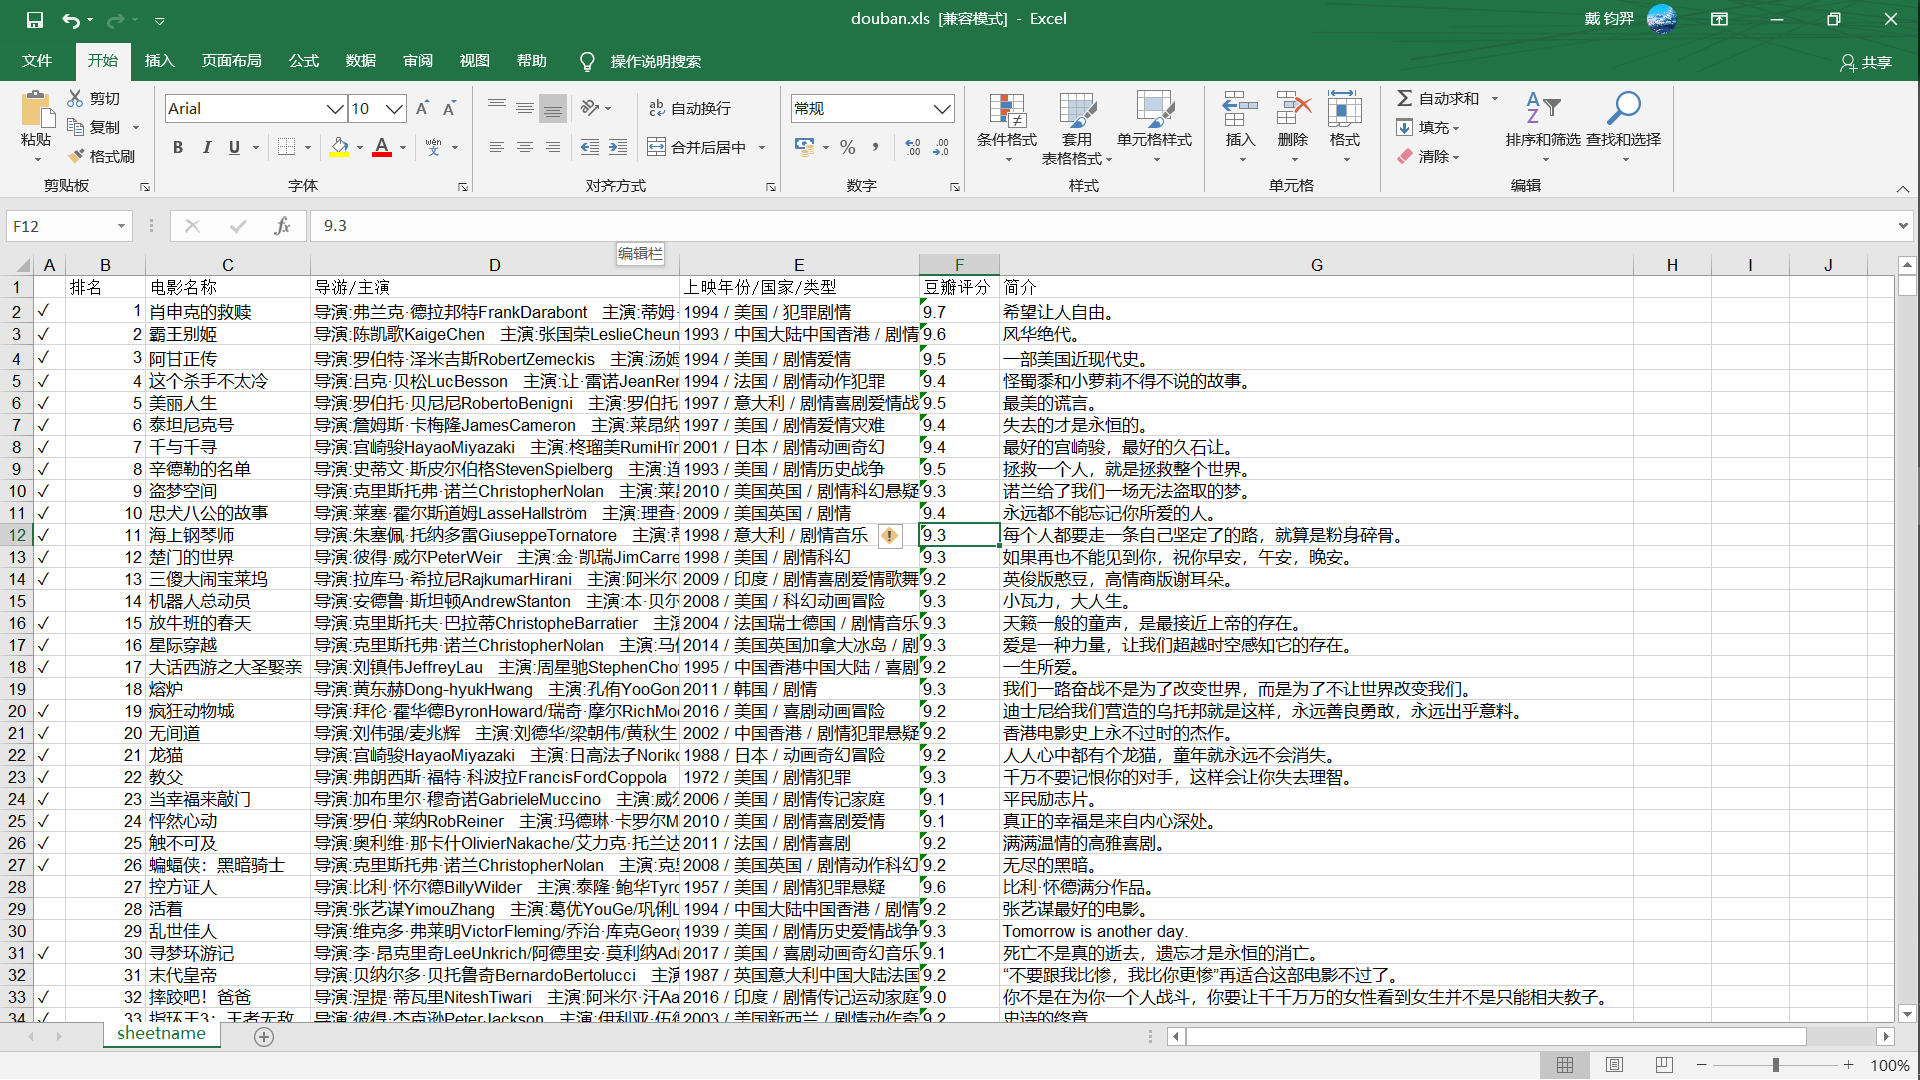 douban.xls [兼容模式] - Excel
戴 钧羿
文件 开始 插入 页面布局 公式 数据 审阅 视图 帮助 操作说明搜索 共享
粘贴 剪切 复制 格式刷 剪贴板
Arial 10 B I U A wén 文 字体
ab 自动换行 合并后居中 对齐方式
常规 % 数字
条件格式 套用表格格式 单元格样式 样式
插入 删除 格式 单元格
自动求和 填充 清除 排序和筛选 查找和选择 编辑
F12 fx 9.3
编辑栏
A B C D E F G H I J
1 排名 电影名称 导游/主演 上映年份/国家/类型 豆瓣评分 简介
2 ✓ 1 肖申克的救赎 导演:弗兰克·德拉邦特FrankDarabont 主演:蒂姆· 1994 / 美国 / 犯罪剧情 9.7 希望让人自由。
3 ✓ 2 霸王别姬 导演:陈凯歌KaigeChen 主演:张国荣LeslieCheun 1993 / 中国大陆中国香港 / 剧情 9.6 风华绝代。
4 ✓ 3 阿甘正传 导演:罗伯特·泽米吉斯RobertZemeckis 主演:汤姆 1994 / 美国 / 剧情爱情 9.5 一部美国近现代史。
5 ✓ 4 这个杀手不太冷 导演:吕克·贝松LucBesson 主演:让·雷诺JeanRen 1994 / 法国 / 剧情动作犯罪 9.4 怪蜀黍和小萝莉不得不说的故事。
6 ✓ 5 美丽人生 导演:罗伯托·贝尼尼RobertoBenigni 主演:罗伯托 1997 / 意大利 / 剧情喜剧爱情战 9.5 最美的谎言。
7 ✓ 6 泰坦尼克号 导演:詹姆斯·卡梅隆JamesCameron 主演:莱昂纳 1997 / 美国 / 剧情爱情灾难 9.4 失去的才是永恒的。
8 ✓ 7 千与千寻 导演:宫崎骏HayaoMiyazaki 主演:柊瑠美RumiHîr 2001 / 日本 / 剧情动画奇幻 9.4 最好的宫崎骏，最好的久石让。
9 ✓ 8 辛德勒的名单 导演:史蒂文·斯皮尔伯格StevenSpielberg 主演:连 1993 / 美国 / 剧情历史战争 9.5 拯救一个人，就是拯救整个世界。
10 ✓ 9 盗梦空间 导演:克里斯托弗·诺兰ChristopherNolan 主演:莱 2010 / 美国英国 / 剧情科幻悬疑 9.3 诺兰给了我们一场无法盗取的梦。
11 ✓ 10 忠犬八公的故事 导演:莱塞·霍尔斯道姆LasseHallström 主演:理查· 2009 / 美国英国 / 剧情 9.4 永远都不能忘记你所爱的人。
12 ✓ 11 海上钢琴师 导演:朱塞佩·托纳多雷GiuseppeTornatore 主演:蒂 1998 / 意大利 / 剧情音乐 9.3 每个人都要走一条自己坚定了的路，就算是粉身碎骨。
13 ✓ 12 楚门的世界 导演:彼得·威尔PeterWeir 主演:金·凯瑞JimCarre 1998 / 美国 / 剧情科幻 9.3 如果再也不能见到你，祝你早安，午安，晚安。
14 ✓ 13 三傻大闹宝莱坞 导演:拉库马·希拉尼RajkumarHirani 主演:阿米尔· 2009 / 印度 / 剧情喜剧爱情歌舞 9.2 英俊版憨豆，高情商版谢耳朵。
15 14 机器人总动员 导演:安德鲁·斯坦顿AndrewStanton 主演:本·贝尔 2008 / 美国 / 科幻动画冒险 9.3 小瓦力，大人生。
16 ✓ 15 放牛班的春天 导演:克里斯托夫·巴拉蒂ChristopheBarratier 主演 2004 / 法国瑞士德国 / 剧情音乐 9.3 天籁一般的童声，是最接近上帝的存在。
17 ✓ 16 星际穿越 导演:克里斯托弗·诺兰ChristopherNolan 主演:马 2014 / 美国英国加拿大冰岛 / 剧 9.3 爱是一种力量，让我们超越时空感知它的存在。
18 ✓ 17 大话西游之大圣娶亲 导演:刘镇伟JeffreyLau 主演:周星驰StephenCho 1995 / 中国香港中国大陆 / 喜剧 9.2 一生所爱。
19 18 熔炉 导演:黄东赫Dong-hyukHwang 主演:孔侑YooGon 2011 / 韩国 / 剧情 9.3 我们一路奋战不是为了改变世界，而是为了不让世界改变我们。
20 ✓ 19 疯狂动物城 导演:拜伦·霍华德ByronHoward/瑞奇·摩尔RichMoo 2016 / 美国 / 喜剧动画冒险 9.2 迪士尼给我们营造的乌托邦就是这样，永远善良勇敢，永远出乎意料。
21 ✓ 20 无间道 导演:刘伟强/麦兆辉 主演:刘德华/梁朝伟/黄秋生 2002 / 中国香港 / 剧情犯罪悬疑 9.2 香港电影史上永不过时的杰作。
22 ✓ 21 龙猫 导演:宫崎骏HayaoMiyazaki 主演:日高法子Noriko 1988 / 日本 / 动画奇幻冒险 9.2 人人心中都有个龙猫，童年就永远不会消失。
23 ✓ 22 教父 导演:弗朗西斯·福特·科波拉FrancisFordCoppola 1972 / 美国 / 剧情犯罪 9.3 千万不要记恨你的对手，这样会让你失去理智。
24 ✓ 23 当幸福来敲门 导演:加布里尔·穆奇诺GabrieleMuccino 主演:威尔 2006 / 美国 / 剧情传记家庭 9.1 平民励志片。
25 ✓ 24 怦然心动 导演:罗伯·莱纳RobReiner 主演:玛德琳·卡罗尔M 2010 / 美国 / 剧情喜剧爱情 9.1 真正的幸福是来自内心深处。
26 ✓ 25 触不可及 导演:奥利维·那卡什OlivierNakache/艾力克·托兰达 2011 / 法国 / 剧情喜剧 9.2 满满温情的高雅喜剧。
27 ✓ 26 蝙蝠侠：黑暗骑士 导演:克里斯托弗·诺兰ChristopherNolan 主演:克里 2008 / 美国英国 / 剧情动作科幻 9.2 无尽的黑暗。
28 27 控方证人 导演:比利·怀尔德BillyWilder 主演:泰隆·鲍华Tyro 1957 / 美国 / 剧情犯罪悬疑 9.6 比利·怀德满分作品。
29 28 活着 导演:张艺谋YimouZhang 主演:葛优YouGe/巩俐L 1994 / 中国大陆中国香港 / 剧情 9.2 张艺谋最好的电影。
30 29 乱世佳人 导演:维克多·弗莱明VictorFleming/乔治·库克Georg 1939 / 美国 / 剧情历史爱情战争 9.3 Tomorrow is another day.
31 ✓ 30 寻梦环游记 导演:李·昂克里奇LeeUnkrich/阿德里安·莫利纳Adr 2017 / 美国 / 喜剧动画奇幻音乐 9.1 死亡不是真的逝去，遗忘才是永恒的消亡。
32 31 末代皇帝 导演:贝纳尔多·贝托鲁奇BernardoBertolucci 主演 1987 / 英国意大利中国大陆法国 9.2 “不要跟我比惨，我比你更惨”再适合这部电影不过了。
33 ✓ 32 摔跤吧！爸爸 导演:涅提·蒂瓦里NiteshTiwari 主演:阿米尔·汗Aa 2016 / 印度 / 剧情传记运动家庭 9.0 你不是在为你一个人战斗，你要让千千万万的女性看到女生并不是只能相夫教子。
34 ✓ 33 指环王3：王者无敌 导演:彼得·杰克逊PeterJackson 主演:伊利亚·伍德 2003 / 美国新西兰 / 剧情动作奇 9.2 史诗的终章
sheetname
100%